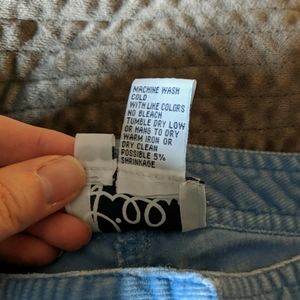 MACHINE WASH
COLD
WITH LIKE COLORS
NO BLEACH
TUMBLE DRY LOW
OR HANG TO DRY
WARM IRON OR
DRY CLEAN
POSSIBLE 5%
SHRINKAGE